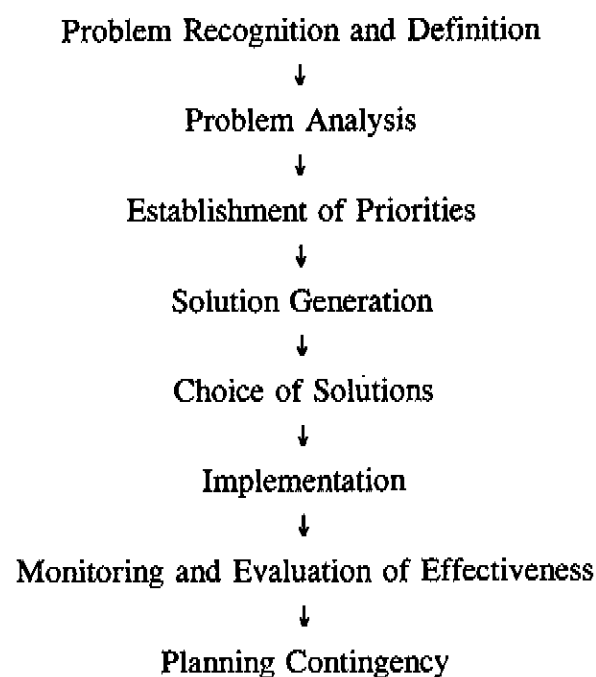 Problem Recognition and Definition
↓
Problem Analysis
↓
Establishment of Priorities
↓
Solution Generation
↓
Choice of Solutions
↓
Implementation
↓
Monitoring and Evaluation of Effectiveness
↓
Planning Contingency